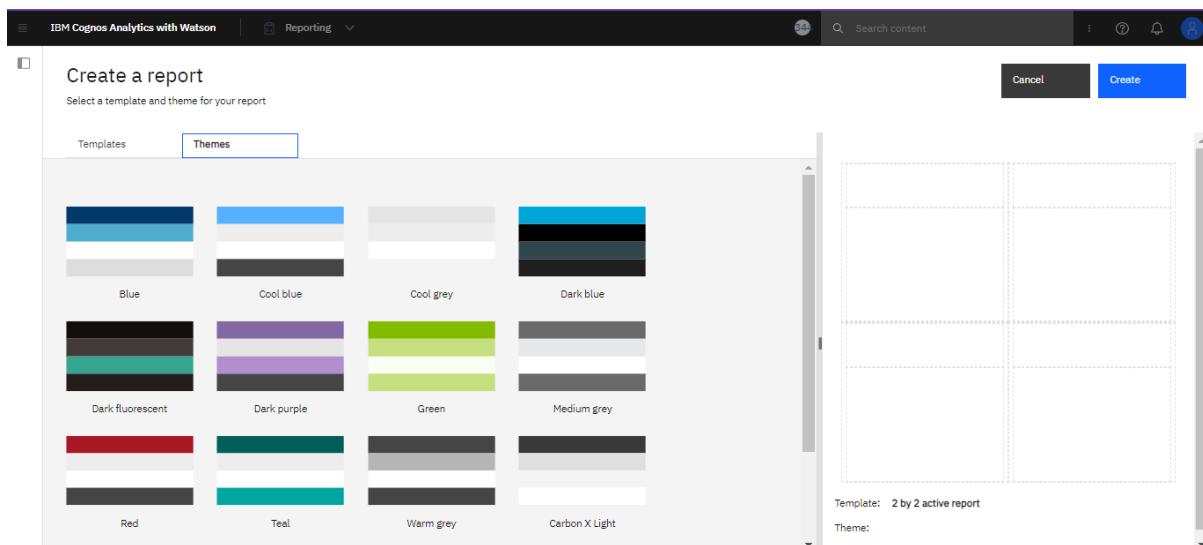 IBM Cognos Analytics with Watson
Reporting
Search content
Create a report
Select a template and theme for your report
Cancel
Create
Templates
Themes
Blue
Cool blue
Cool grey
Dark blue
Dark fluorescent
Dark purple
Green
Medium grey
Red
Teal
Warm grey
Carbon X Light
Template: 2 by 2 active report
Theme: